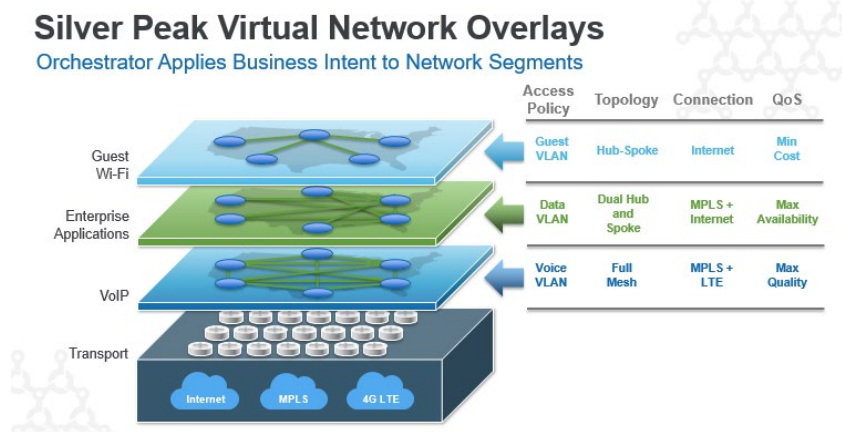 Silver Peak Virtual Network Overlays
Orchestrator Applies Business Intent to Network Segments
Access Policy
Topology
Connection
QoS
Guest
Wi-Fi
Guest
VLAN
Hub-Spoke
Internet
Min
Cost
Enterprise
Applications
Data
VLAN
Dual Hub
and
Spoke
MPLS +
Internet
Max
Availability
VoIP
Voice
VLAN
Full
Mesh
MPLS +
LTE
Max
Quality
Transport
Internet
MPLS
4G LTE